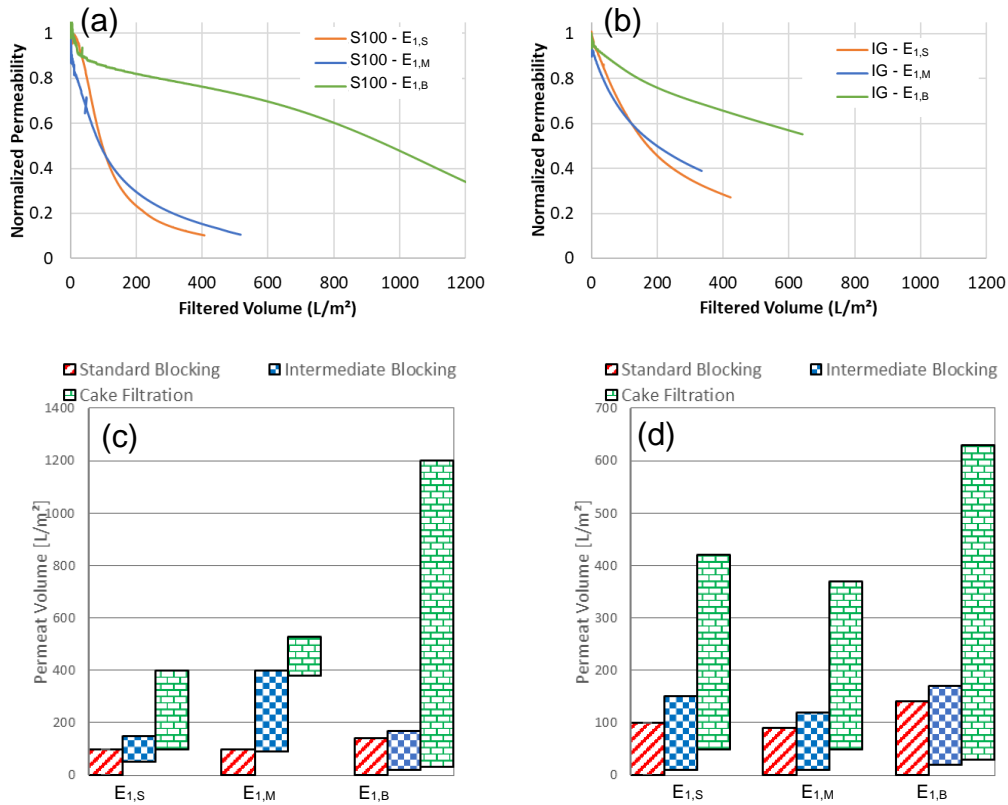 (a)
S100 - E1,S
S100 - E1,M
S100 - E1,B
Normalized Permeability
1
0.8
0.6
0.4
0.2
0
0 200 400 600 800 1000 1200
Filtered Volume (L/m²)
(b)
IG - E1,S
IG - E1,M
IG - E1,B
Normalized Permeability
1
0.8
0.6
0.4
0.2
0
0 200 400 600 800 1000 1200
Filtered Volume (L/m²)
Standard Blocking Intermediate Blocking
Cake Filtration
(c)
Permeat Volume [L/m²]
1400
1200
1000
800
600
400
200
0
E1,S E1,M E1,B
Standard Blocking Intermediate Blocking
Cake Filtration
(d)
Permeat Volume [L/m²]
700
600
500
400
300
200
100
0
E1,S E1,M E1,B